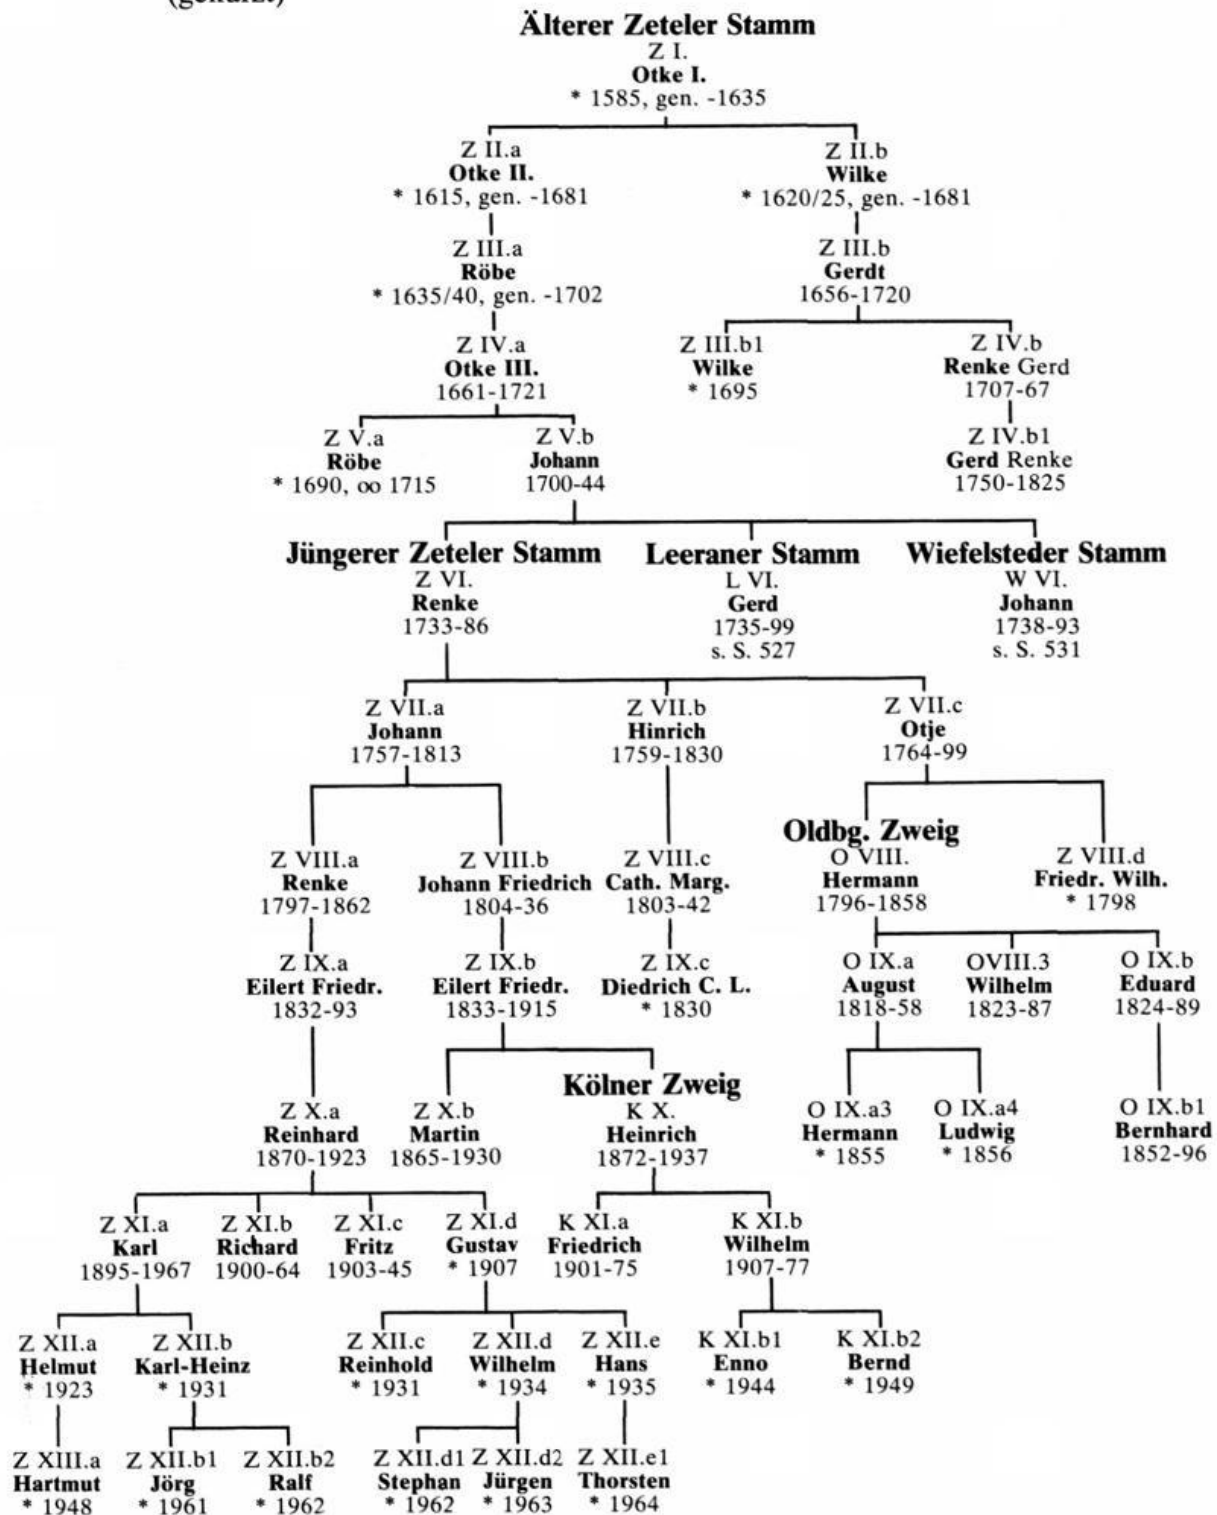 (gekürzt)
Älterer Zeteler Stamm
Z I.
Otke I.
* 1585, gen. -1635
Z II.a Z II.b
Otke II. Wilke
* 1615, gen. -1681 * 1620/25, gen. -1681
Z III.a Z III.b
Röbe Gerdt
* 1635/40, gen. -1702 1656-1720
Z IV.a Z III.b1 Z IV.b
Otke III. Wilke Renke Gerd
1661-1721 * 1695 1707-67
Z V.a Z V.b Z IV.b1
Röbe Johann Gerd Renke
* 1690, oo 1715 1700-44 1750-1825
Jüngerer Zeteler Stamm Leeraner Stamm Wiefelsteder Stamm
Z VI. L VI. W VI.
Renke Gerd Johann
1733-86 1735-99 1738-93
s. S. 527 s. S. 531
Z VII.a Z VII.b Z VII.c
Johann Hinrich Otje
1757-1813 1759-1830 1764-99
Oldbg. Zweig
Z VIII.a Z VIII.b Z VIII.c O VIII. Z VIII.d
Renke Johann Friedrich Cath. Marg. Hermann Friedr. Wilh.
1797-1862 1804-36 1803-42 1796-1858 * 1798
Z IX.a Z IX.b Z IX.c O IX.a OVIII.3 O IX.b
Eilert Friedr. Eilert Friedr. Diedrich C. L. August Wilhelm Eduard
1832-93 1833-1915 * 1830 1818-58 1823-87 1824-89
Kölner Zweig
Z X.a Z X.b K X. O IX.a3 O IX.a4 O IX.b1
Reinhard Martin Heinrich Hermann Ludwig Bernhard
1870-1923 1865-1930 1872-1937 * 1855 * 1856 1852-96
Z XI.a Z XI.b Z XI.c Z XI.d K XI.a K XI.b
Karl Richard Fritz Gustav Friedrich Wilhelm
1895-1967 1900-64 1903-45 * 1907 1901-75 1907-77
Z XII.a Z XII.b Z XII.c Z XII.d Z XII.e K XI.b1 K XI.b2
Helmut Karl-Heinz Reinhold Wilhelm Hans Enno Bernd
* 1923 * 1931 * 1931 * 1934 * 1935 * 1944 * 1949
Z XIII.a Z XII.b1 Z XII.b2 Z XII.d1 Z XII.d2 Z XII.e1
Hartmut Jörg Ralf Stephan Jürgen Thorsten
* 1948 * 1961 * 1962 * 1962 * 1963 * 1964